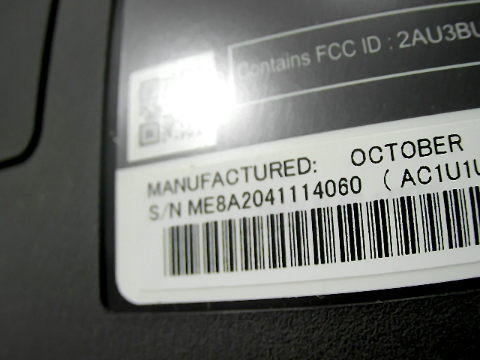 Contains FCC ID : 2AU3BU
MANUFACTURED: OCTOBER
S/N ME8A2041114060 ( AC1U1U